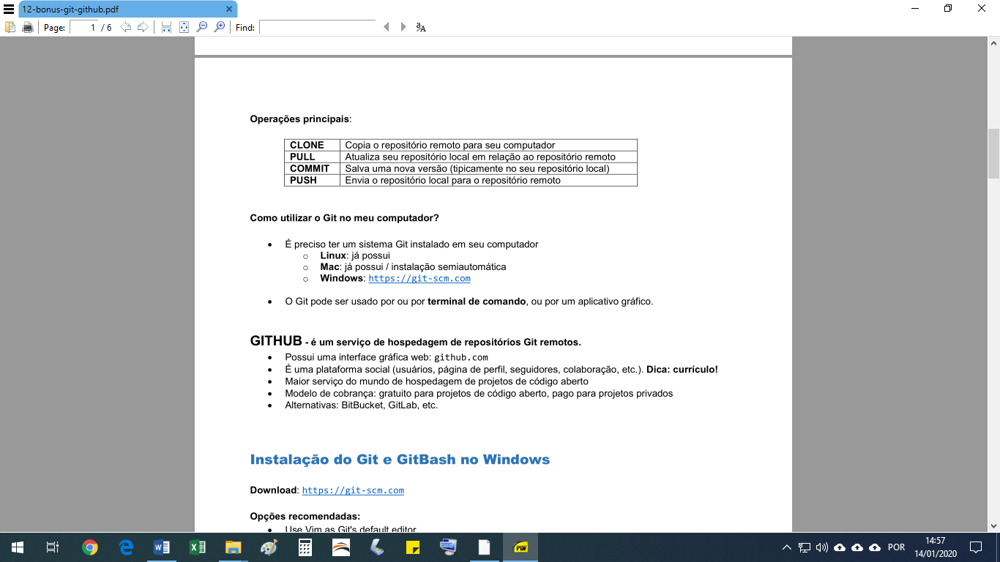 12-bonus-git-github.pdf
Page: 1 / 6 Find:
Operações principais:
CLONE Copia o repositório remoto para seu computador
PULL Atualiza seu repositório local em relação ao repositório remoto
COMMIT Salva uma nova versão (tipicamente no seu repositório local)
PUSH Envia o repositório local para o repositório remoto
Como utilizar o Git no meu computador?
• É preciso ter um sistema Git instalado em seu computador
o Linux: já possui
o Mac: já possui / instalação semiautomática
o Windows: https://git-scm.com
• O Git pode ser usado por ou por terminal de comando, ou por um aplicativo gráfico.
GITHUB - é um serviço de hospedagem de repositórios Git remotos.
• Possui uma interface gráfica web: github.com
• É uma plataforma social (usuários, página de perfil, seguidores, colaboração, etc.). Dica: currículo!
• Maior serviço do mundo de hospedagem de projetos de código aberto
• Modelo de cobrança: gratuito para projetos de código aberto, pago para projetos privados
• Alternativas: BitBucket, GitLab, etc.
Instalação do Git e GitBash no Windows
Download: https://git-scm.com
Opções recomendadas:
• Use Vim as Git's default editor
POR
14:57
14/01/2020
PDF